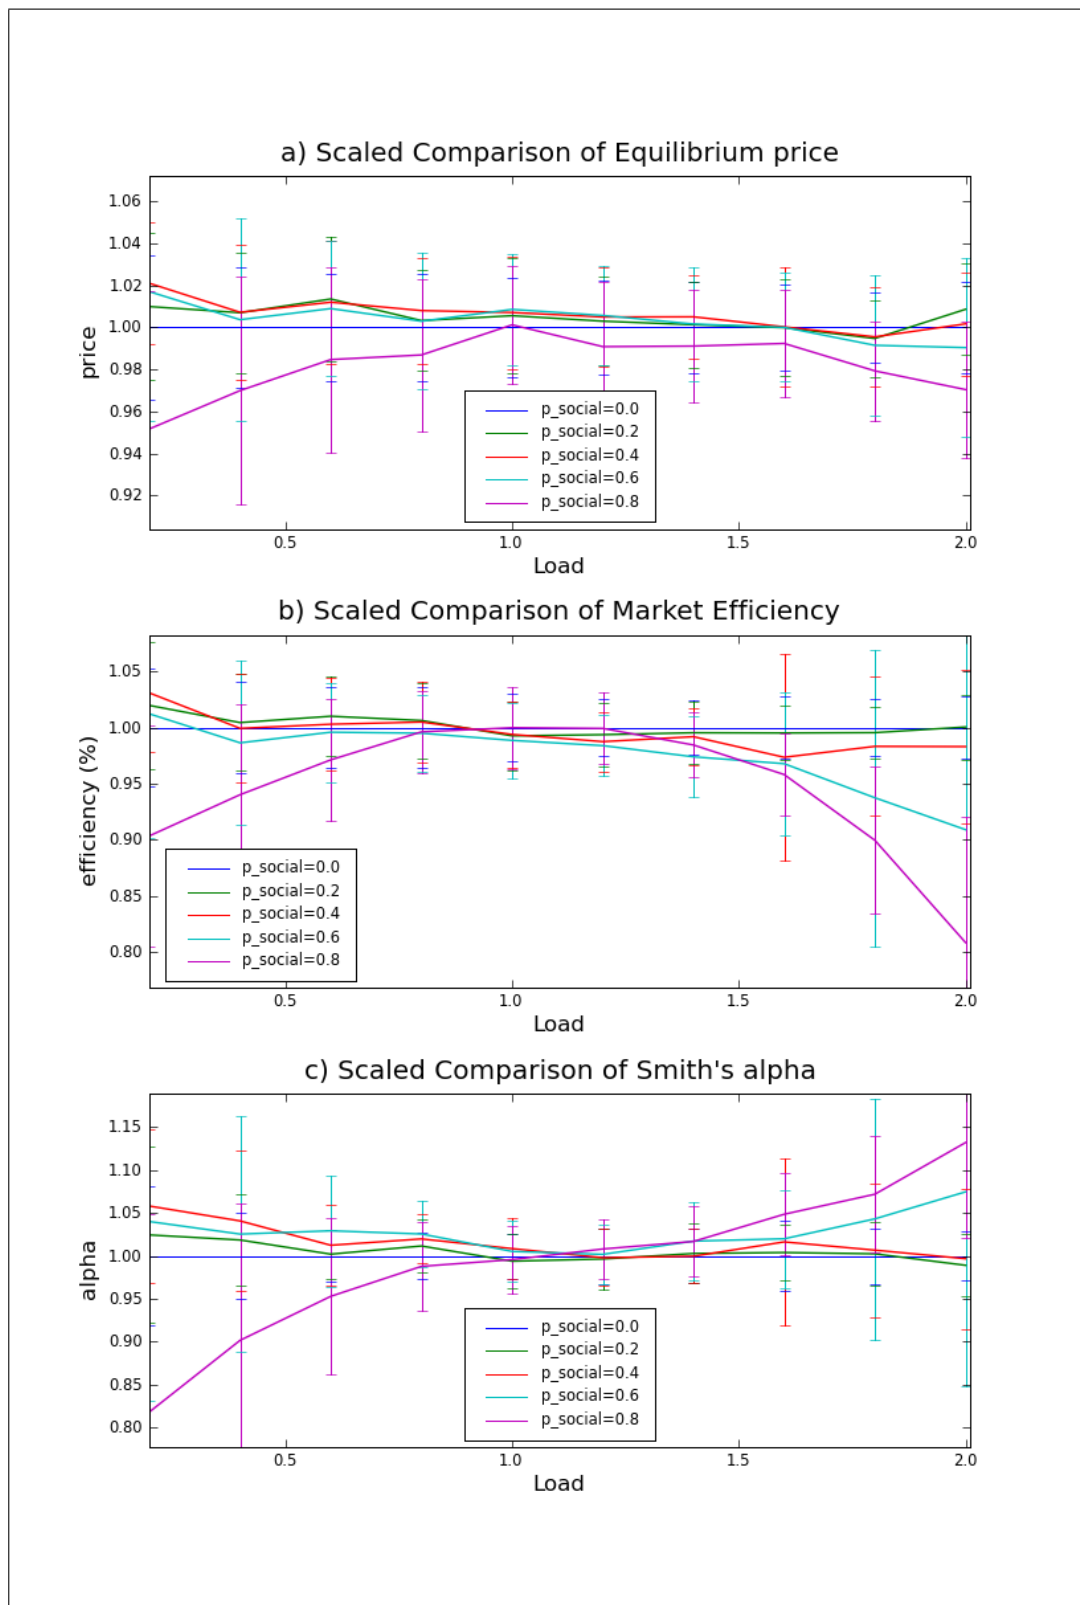 a) Scaled Comparison of Equilibrium price
1.06
1.04
1.02
1.00
0.98
0.96
0.94
0.92
price
p_social=0.0
p_social=0.2
p_social=0.4
p_social=0.6
p_social=0.8
0.5 1.0 1.5 2.0
Load
b) Scaled Comparison of Market Efficiency
1.05
1.00
0.95
0.90
0.85
0.80
efficiency (%)
p_social=0.0
p_social=0.2
p_social=0.4
p_social=0.6
p_social=0.8
0.5 1.0 1.5 2.0
Load
c) Scaled Comparison of Smith's alpha
1.15
1.10
1.05
1.00
0.95
0.90
0.85
0.80
alpha
p_social=0.0
p_social=0.2
p_social=0.4
p_social=0.6
p_social=0.8
0.5 1.0 1.5 2.0
Load